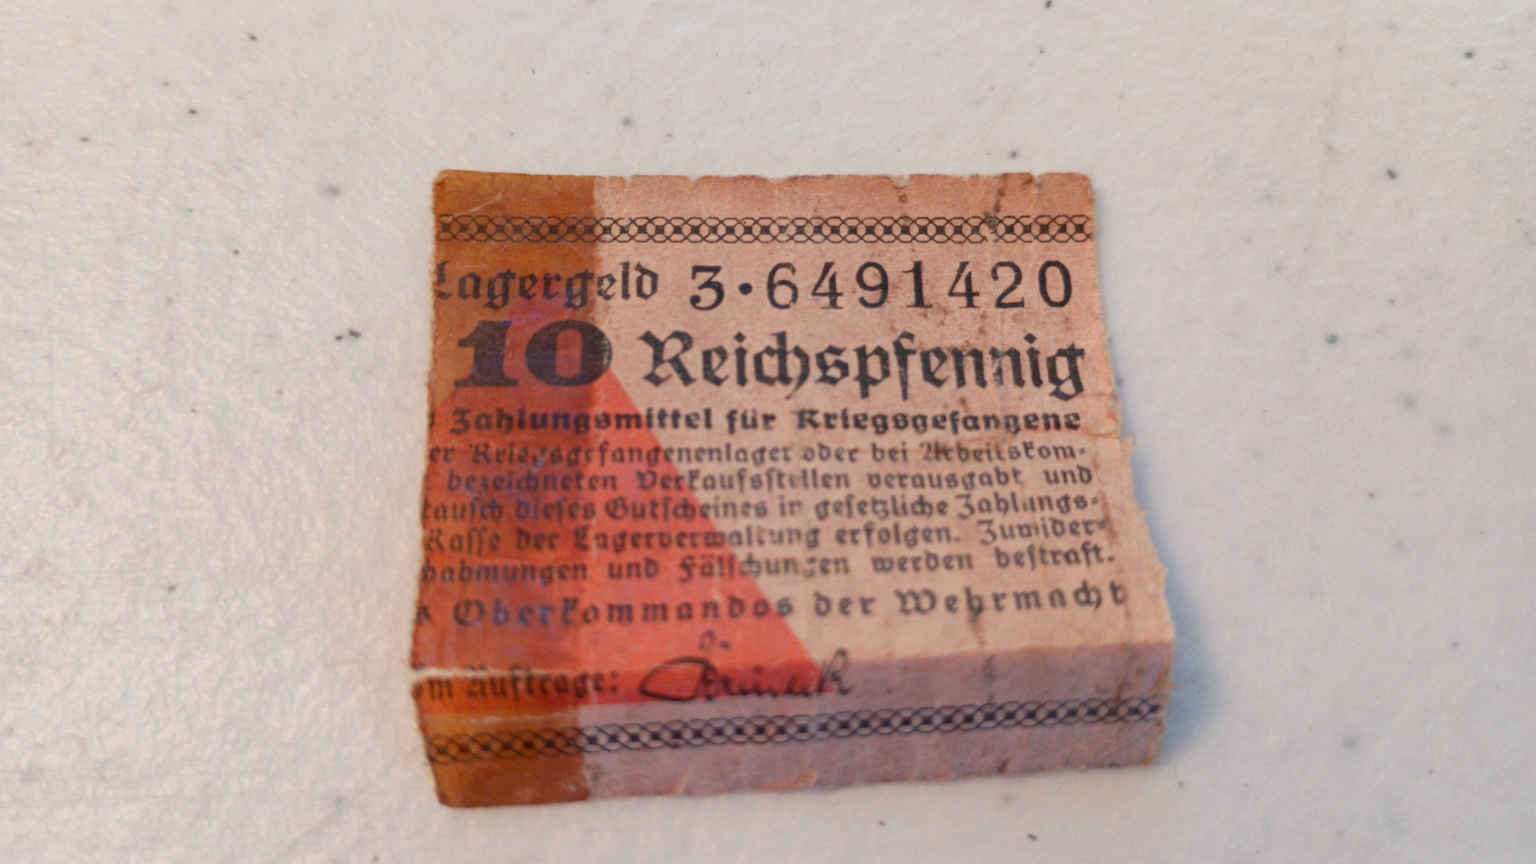 Lagergeld 3·6491420
10 Reichspfennig
Zahlungsmittel für Kriegsgefangene
er Kriegsgefangenenlager oder bei Arbeitskom-
bezeichneten Verkaufsstellen verausgabt und
tausch dieses Gutscheines in gesetzliche Zahlungs-
Kasse der Lagerverwaltung erfolgen. Zuwider-
hahmungen und Fälschungen werden bestraft.
Oberkommandos der Wehrmacht
m Auftrage: